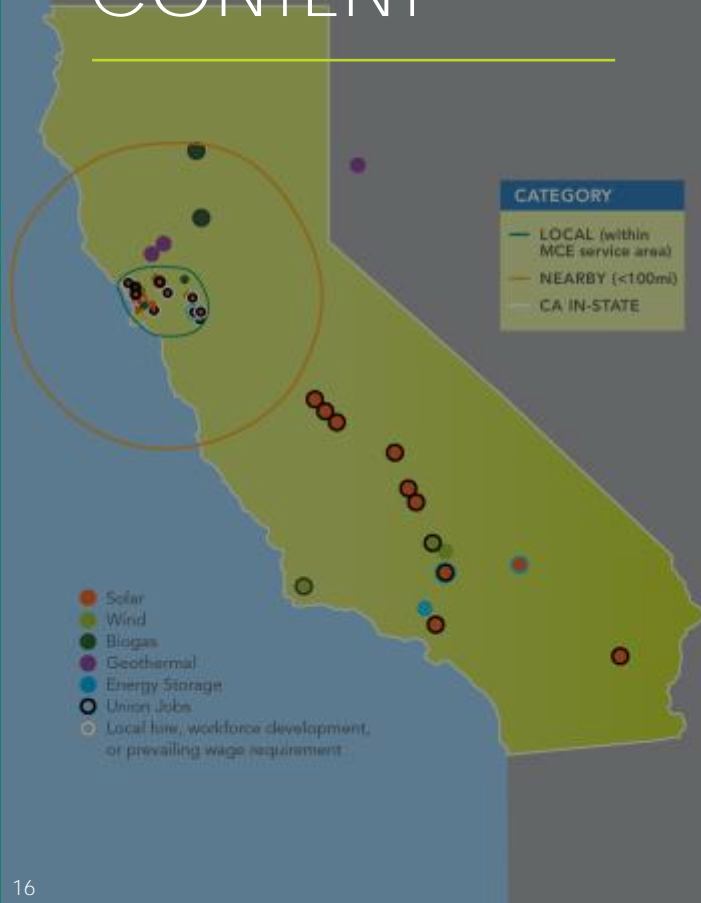 CONTENT
CATEGORY
LOCAL (within
MCE service area)
NEARBY (<100mi)
CA IN-STATE
Solar
Wind
Biogas
Geothermal
Energy Storage
Union Jobs
Local hire, workforce development,
or prevailing wage requirement
16